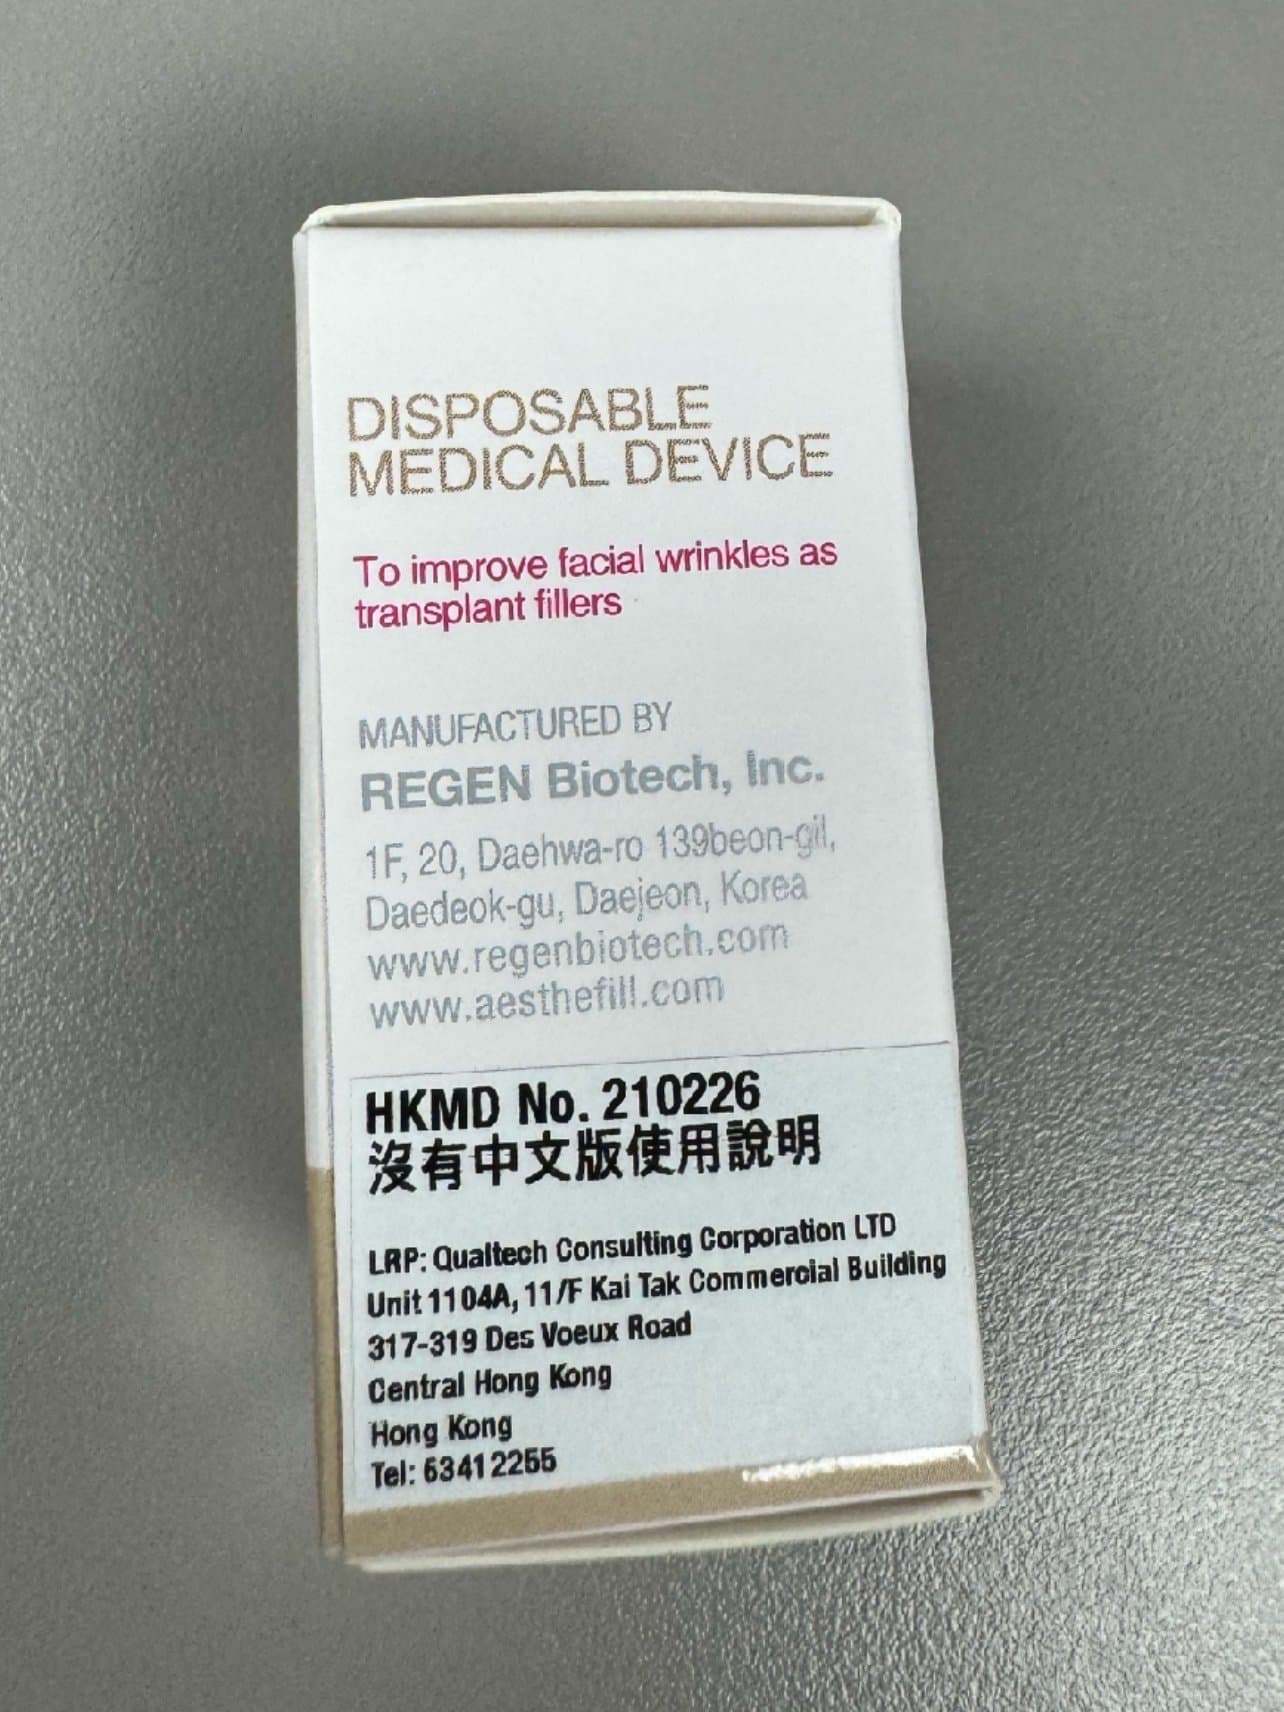 DISPOSABLE
MEDICAL DEVICE
To improve facial wrinkles as
transplant fillers
MANUFACTURED BY
REGEN Biotech, Inc.
1F, 20, Daehwa-ro 139beon-gil,
Daedeok-gu, Daejeon, Korea
www.regenbiotech.com
www.aesthefill.com
HKMD No. 210226
沒有中文版使用說明
LRP: Qualtech Consulting Corporation LTD
Unit 1104A, 11/F Kai Tak Commercial Building
317-319 Des Voeux Road
Central Hong Kong
Hong Kong
Tel: 63412255